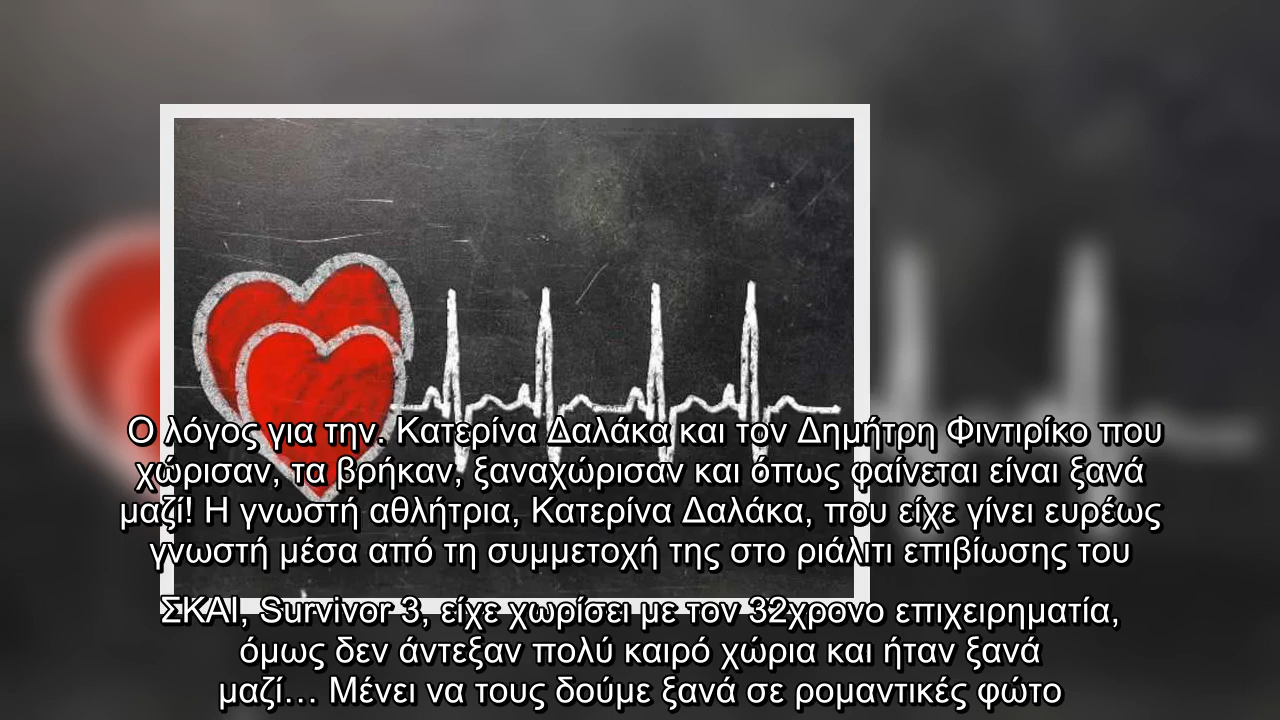 Ο λόγος για την. Κατερίνα Δαλάκα και τον Δημήτρη Φιντιρίκο που
χώρισαν, τα βρήκαν, ξαναχώρισαν και όπως φαίνεται είναι ξανά
μαζί! Η γνωστή αθλήτρια, Κατερίνα Δαλάκα, που είχε γίνει ευρέως
γνωστή μέσα από τη συμμετοχή της στο ριάλιτι επιβίωσης του
ΣΚΑΙ, Survivor 3, είχε χωρίσει με τον 32χρονο επιχειρηματία,
όμως δεν άντεξαν πολύ καιρό χώρια και ήταν ξανά
μαζί… Μένει να τους δούμε ξανά σε ρομαντικές φώτο